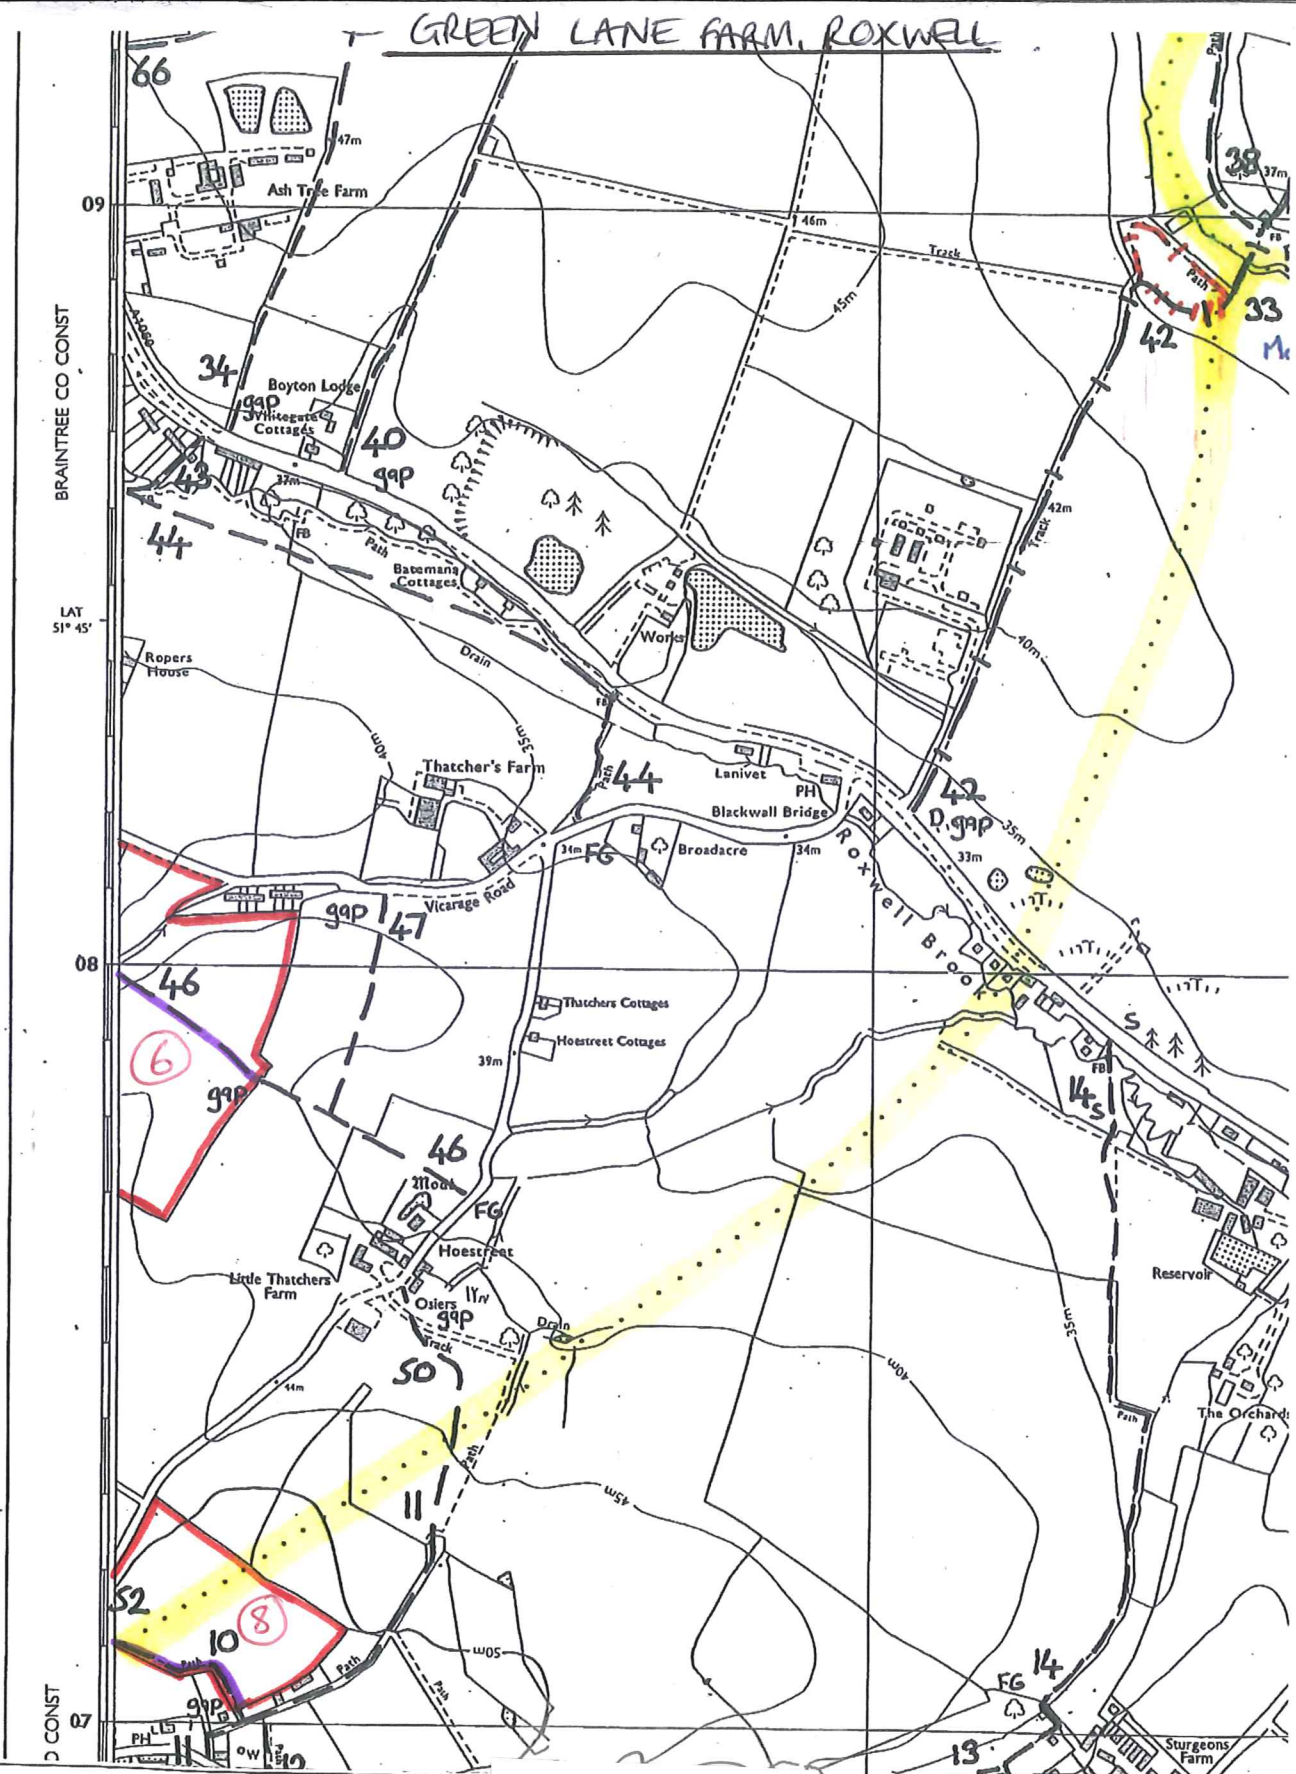 GREEN LANE FARM, ROXWELL
66
Path
47m
38
37m
Ash Tree Farm
09
46m
FB
Track
Path
33
45m
42
A1060
BRAINTREE CO CONST
34
gap
Boyton Lodge
Whitegate
Cottages
40
gap
43
37m
42m
Track
44
FB
Path
Batemans
Cottages
LAT
51° 45'
Works
40m
Ropers
House
Drain
FB
40m
35m
Thatcher's Farm
Path
44
Lanivet
PH
42
D. gap
Blackwall Bridge
35m
34m
FG
Broadacre
34m
33m
Roxwell Brook
Vicarage Road
gap
47
08
46
Thatchers Cottages
6
Hoestreet Cottages
39m
S
FB
gap
14
S
46
Moat
FG
Hoestreet
Little Thatchers
Farm
Reservoir
Osiers
gap
Drain
Track
35m
50
40m
44m
Path
The Orchards
Path
11
45m
52
8
10
50m
Path
Path
Path
FG
14
gap
D CONST
07
PH
W
12
13
Sturgeons
Farm